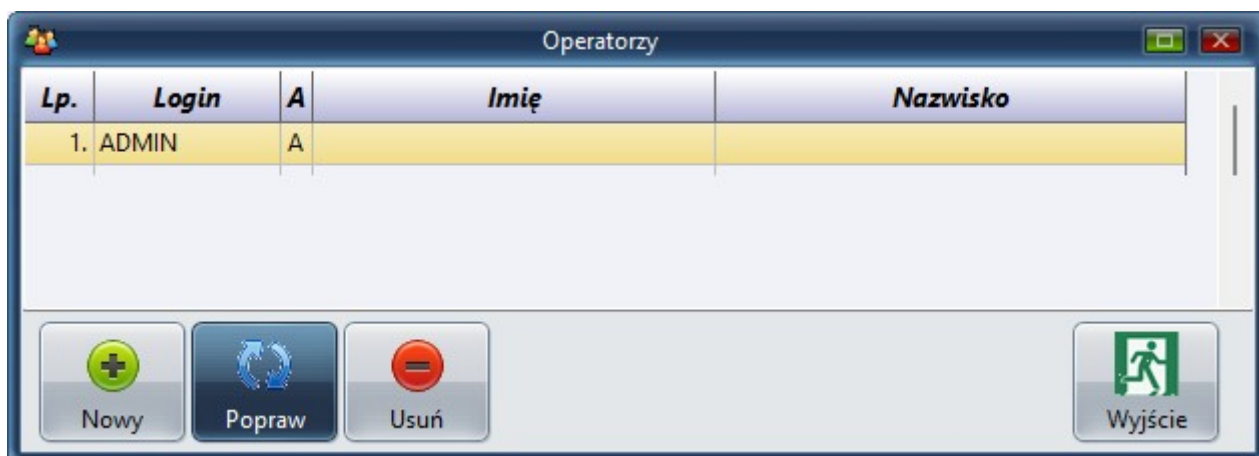 Operatorzy
Lp. Login A Imię Nazwisko
1. ADMIN A
Nowy Popraw Usuń Wyjście